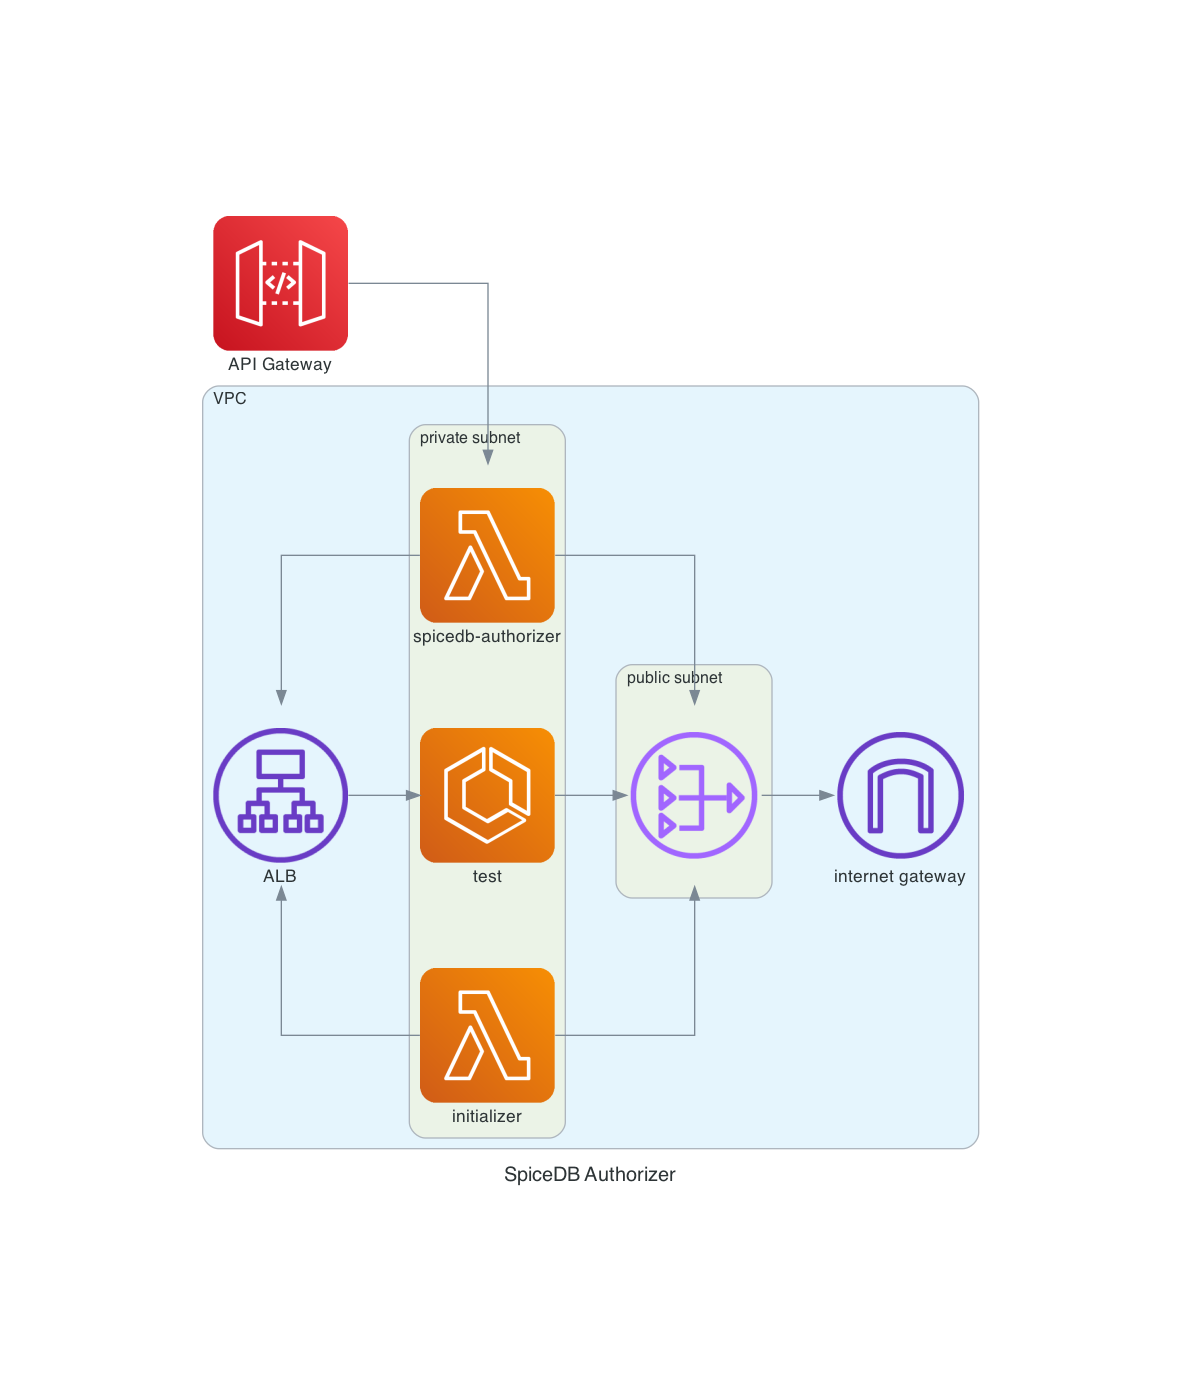 API Gateway
VPC
private subnet
spicedb-authorizer
public subnet
ALB
test
internet gateway
initializer
SpiceDB Authorizer